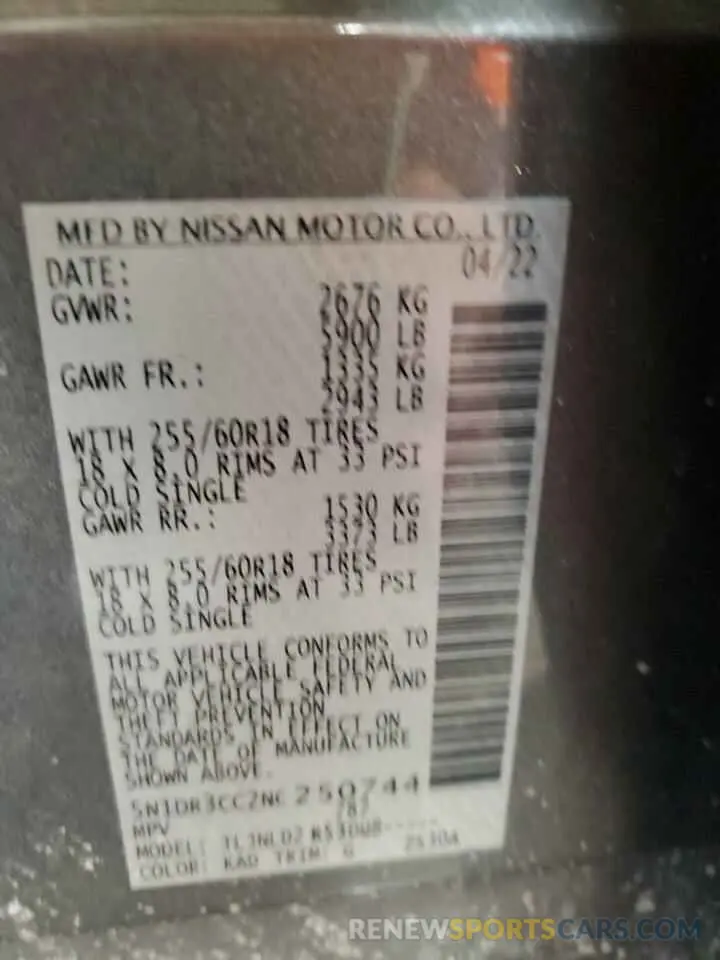 MFD BY NISSAN MOTOR CO., LTD.
DATE: 04/22
GVWR: 2676 KG
5900 LB
GAWR FR.: 1335 KG
2943 LB
WITH 255/60R18 TIRES
18 X 8.0 RIMS AT 33 PSI
COLD SINGLE
GAWR RR.: 1530 KG
3373 LB
WITH 255/60R18 TIRES
18 X 8.0 RIMS AT 33 PSI
COLD SINGLE
THIS VEHICLE CONFORMS TO
ALL APPLICABLE FEDERAL
MOTOR VEHICLE SAFETY AND
THEFT PREVENTION
STANDARDS IN EFFECT ON
THE DATE OF MANUFACTURE
SHOWN ABOVE.
5N1DR3CC2NC250744
MPV
MODEL:
COLOR: KAD TRIM: G
RENEWSPORTSCARS.COM